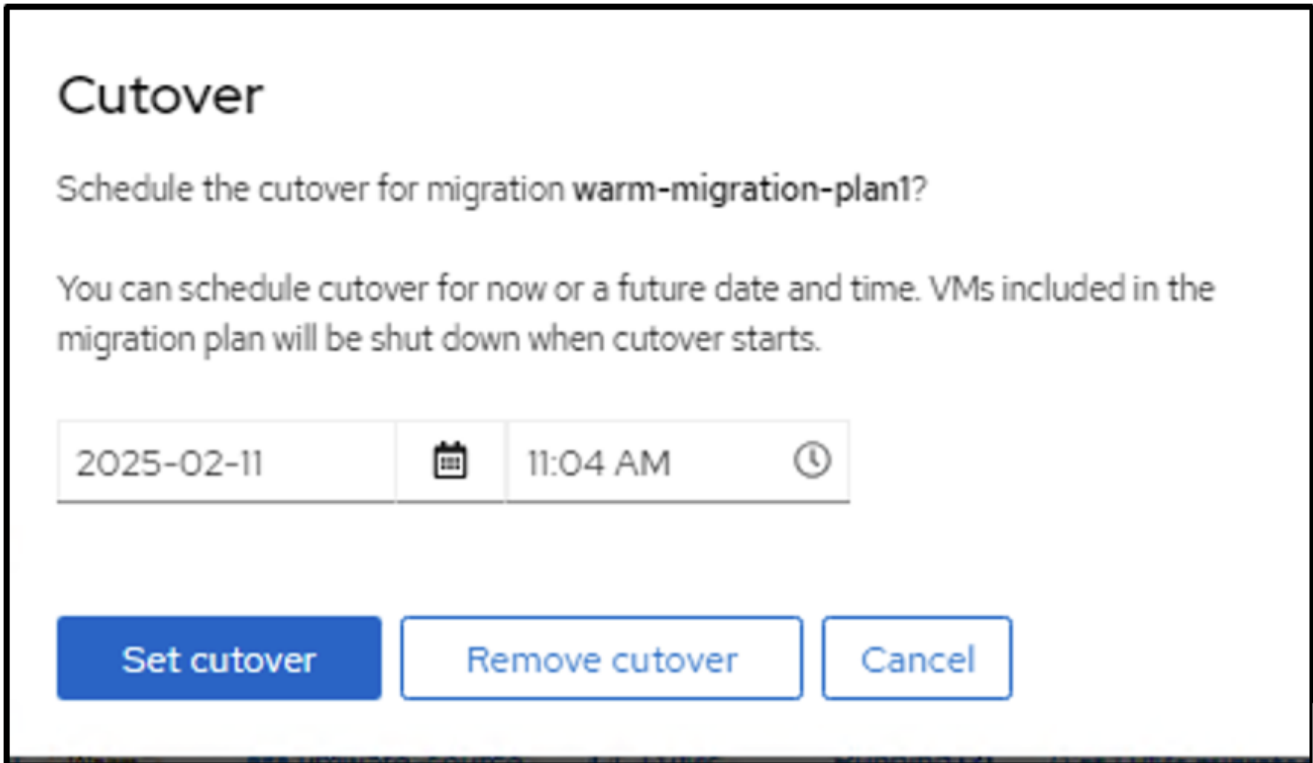 Cutover
Schedule the cutover for migration warm-migration-plan1?
You can schedule cutover for now or a future date and time. VMs included in the
migration plan will be shut down when cutover starts.
2025-02-11 11:04 AM
Set cutover Remove cutover Cancel